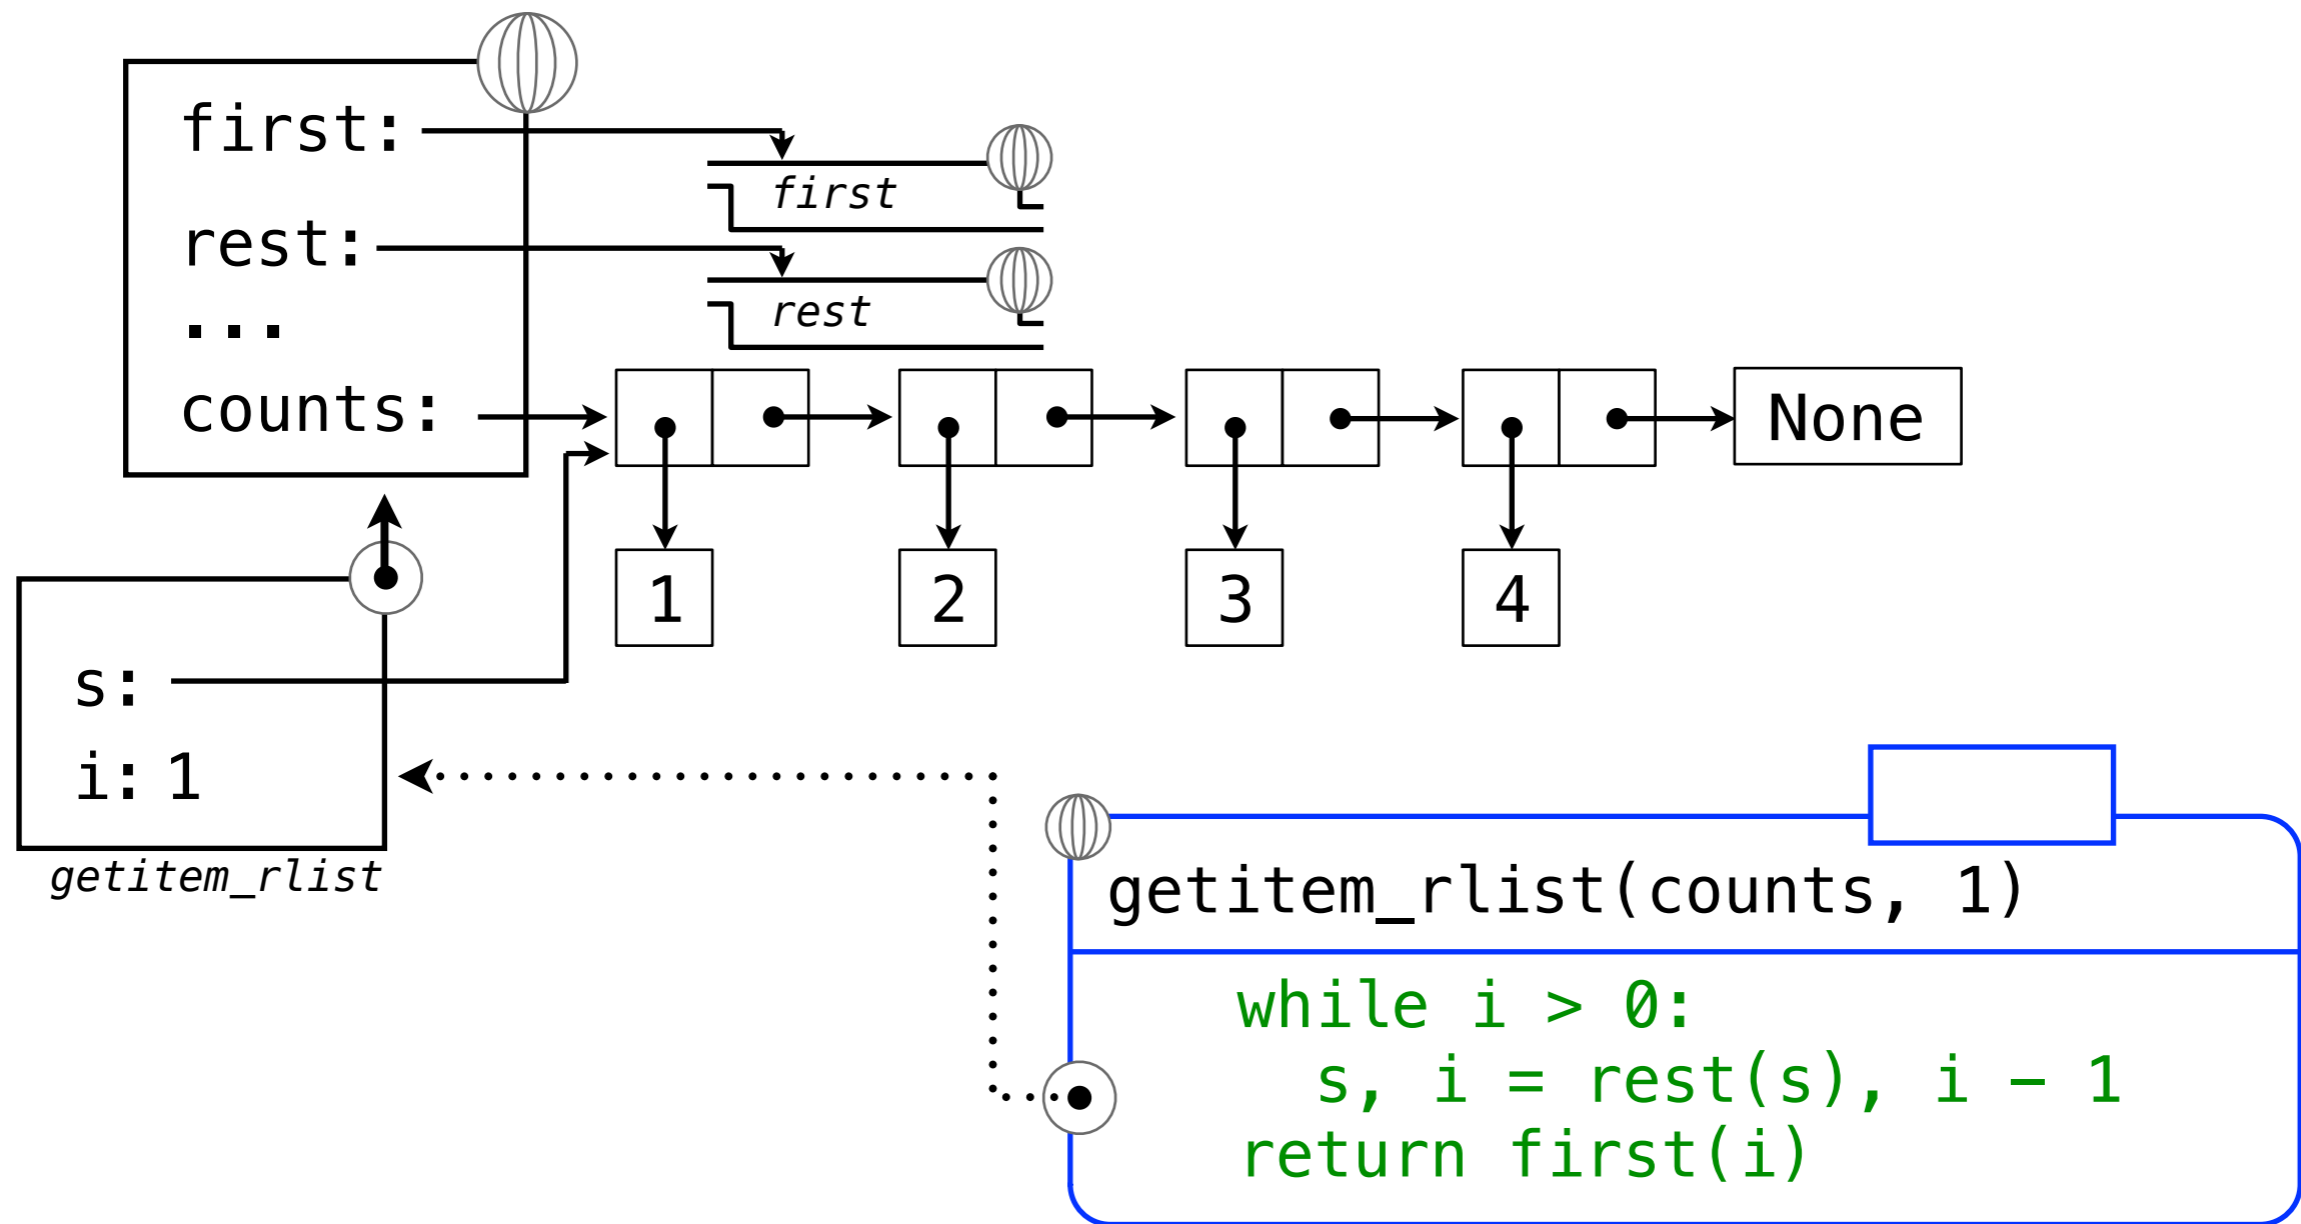 first:
first
rest:
rest
...
counts:
None
1 2 3 4
s:
i: 1
getitem_rlist
getitem_rlist(counts, 1)
while i > 0:
s, i = rest(s), i − 1
return first(i)